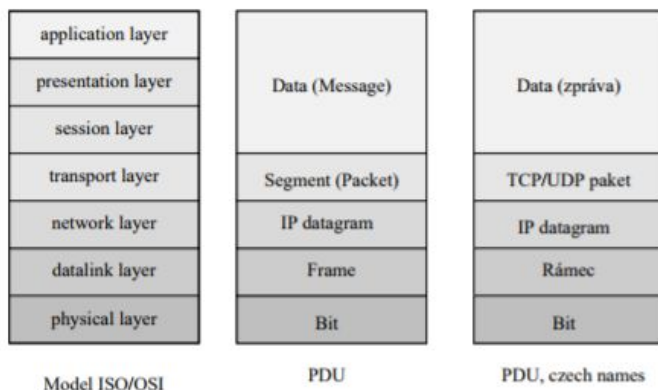 application layer
presentation layer
session layer
transport layer
network layer
datalink layer
physical layer
Model ISO/OSI
Data (Message)
Segment (Packet)
IP datagram
Frame
Bit
PDU
Data (zpráva)
TCP/UDP paket
IP datagram
Rámec
Bit
PDU, czech names